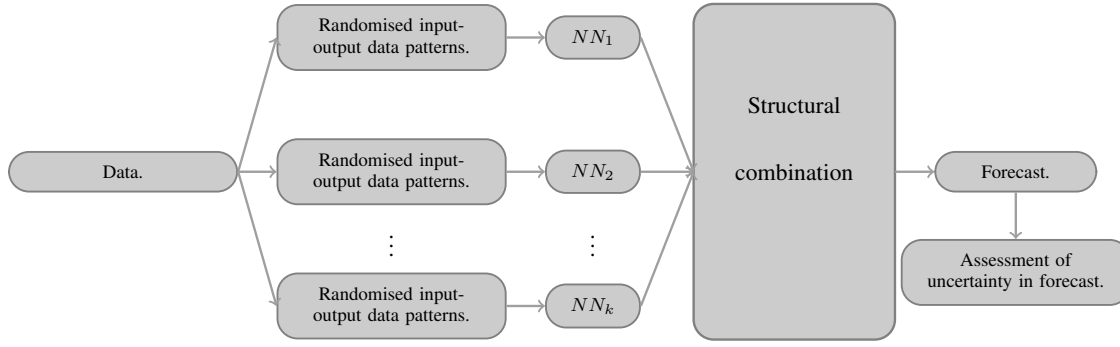 Randomised input-
output data patterns.
NN₁
Structural
combination
Data.
Randomised input-
output data patterns.
NN₂
Forecast.
⋮
⋮
Assessment of
uncertainty in forecast.
Randomised input-
output data patterns.
NNₖ